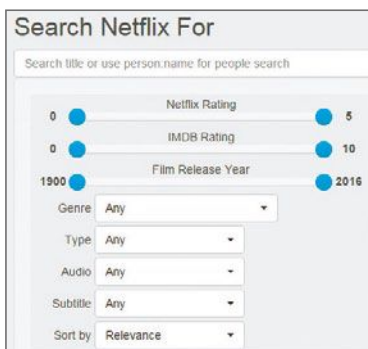 Search Netflix For
Search title or use person:name for people search
Netflix Rating
0 5
IMDB Rating
0 10
Film Release Year
1900 2016
Genre Any
Type Any
Audio Any
Subtitle Any
Sort by Relevance